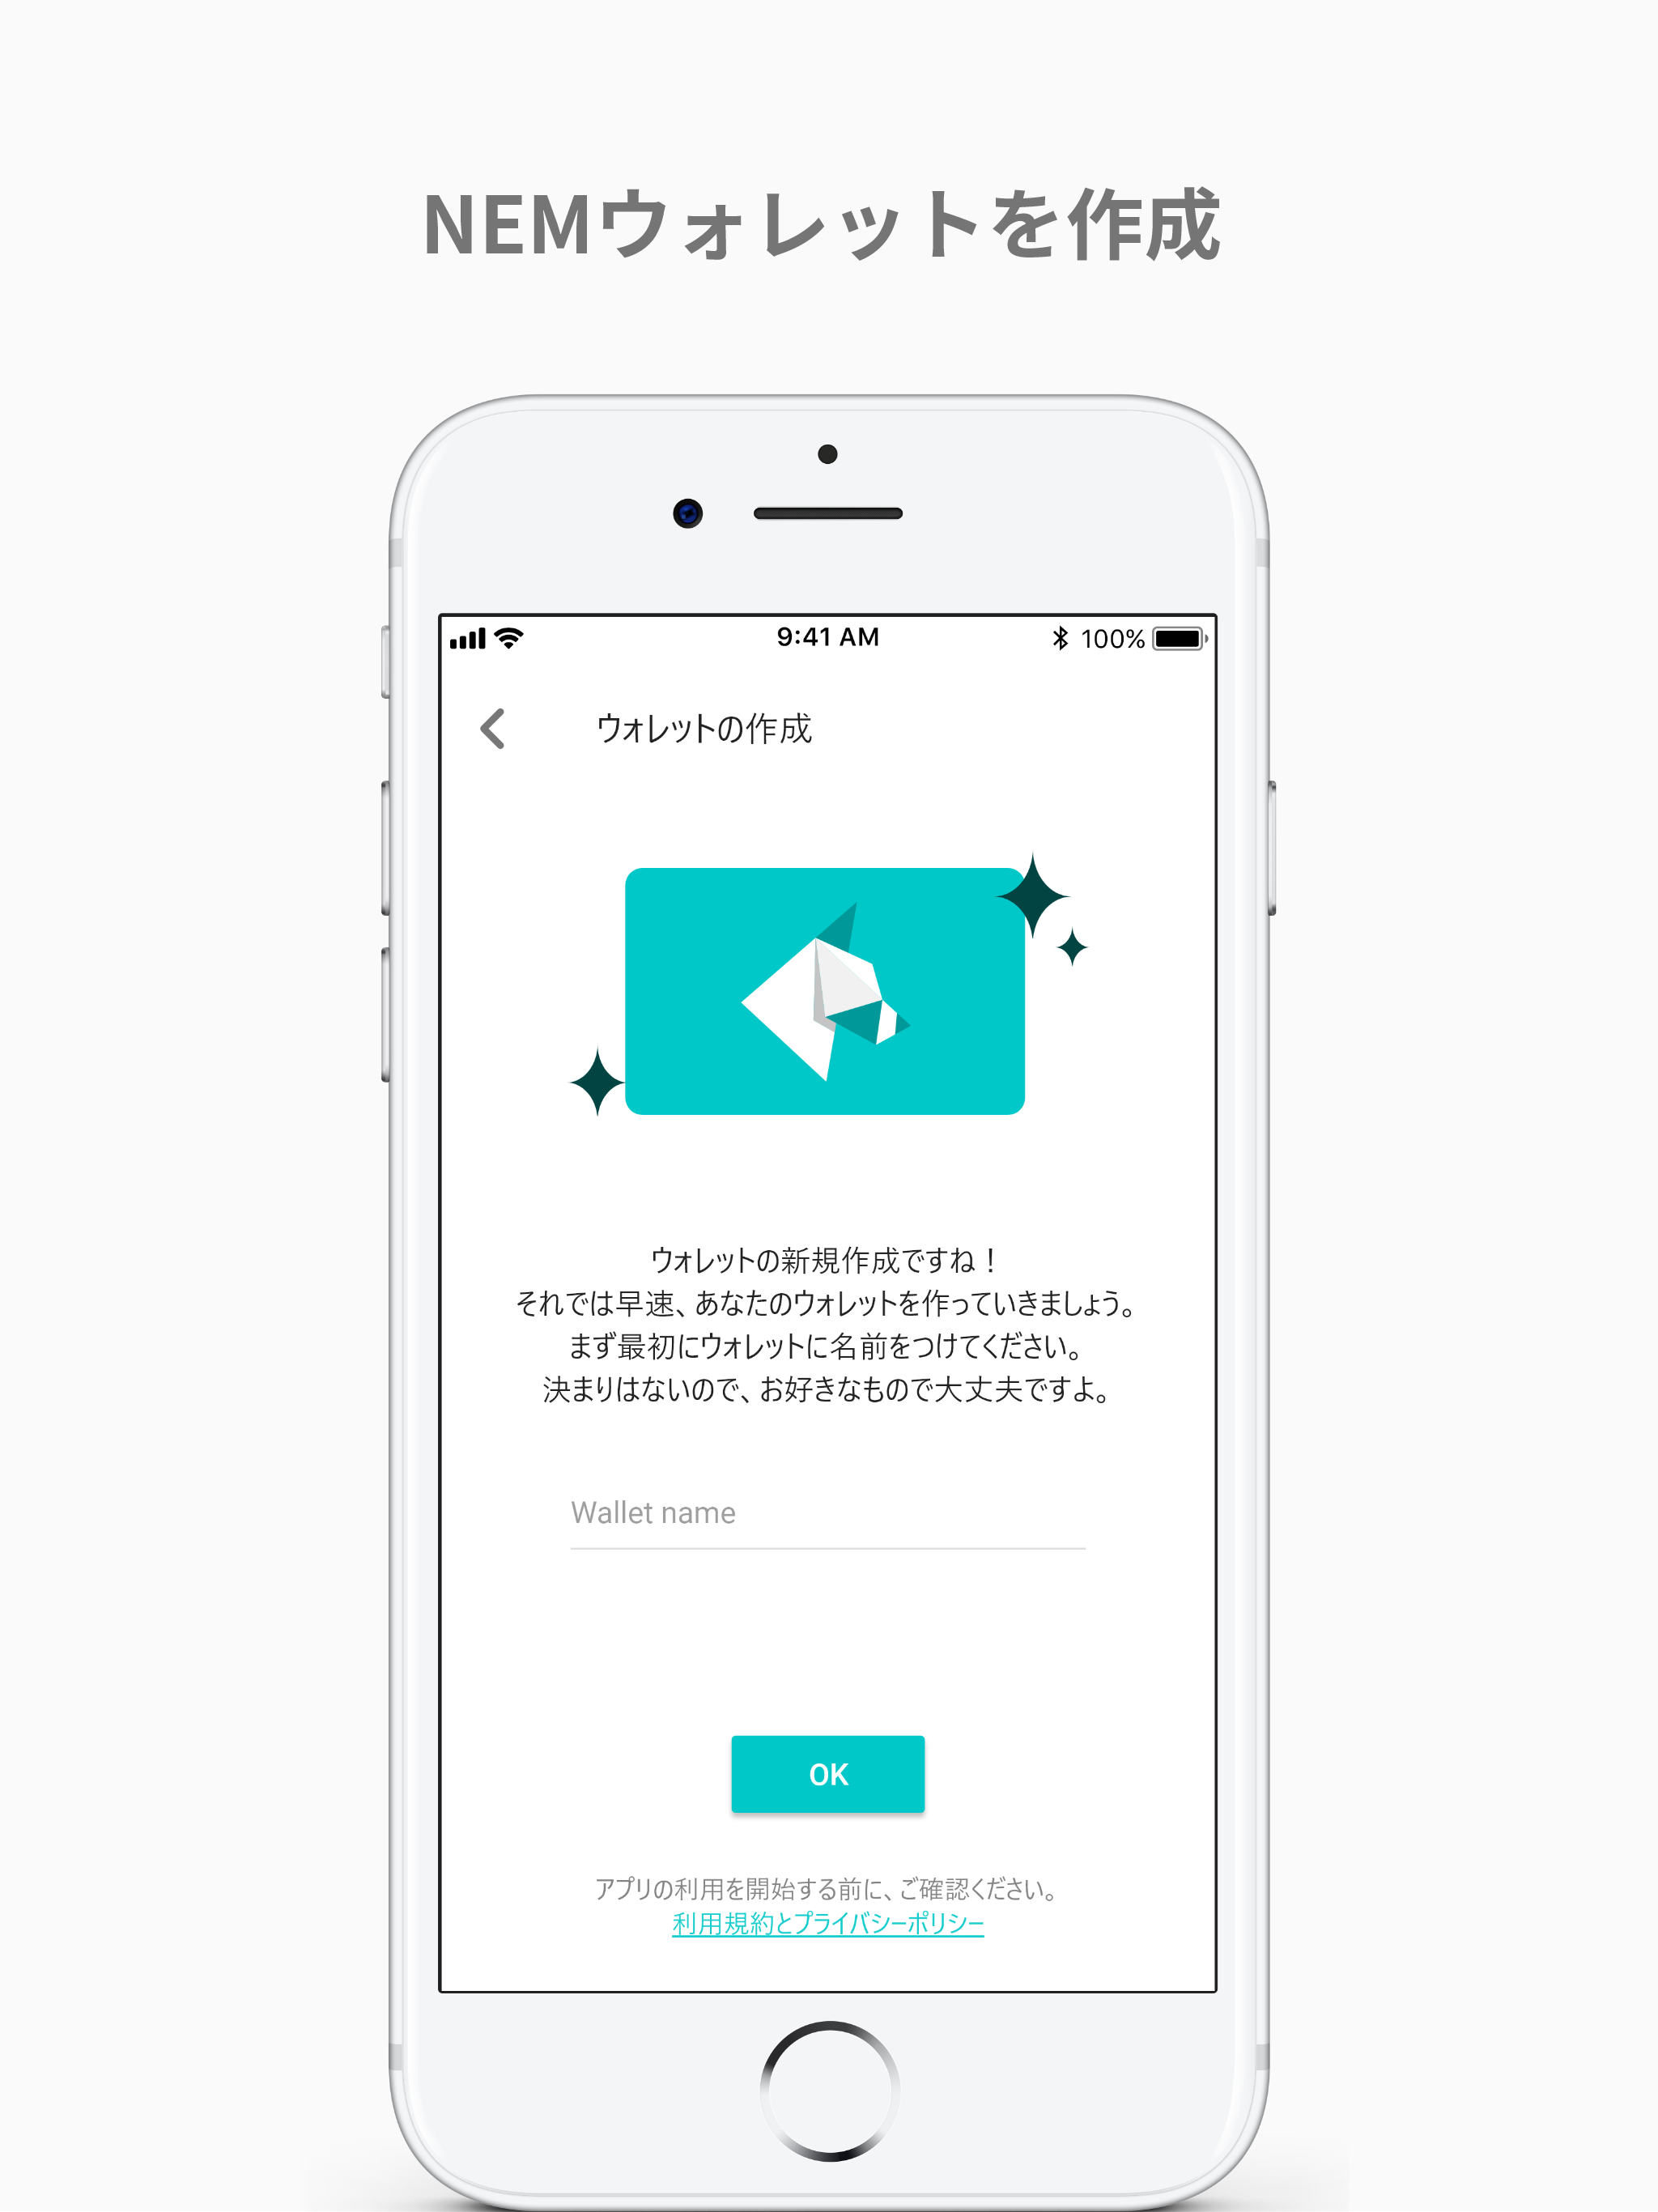 NEMウォレットを作成
9:41 AM
100%
ウォレットの作成
ウォレットの新規作成ですね！
それでは早速、あなたのウォレットを作っていきましょう。
まず最初にウォレットに名前をつけてください。
決まりはないので、お好きなもので大丈夫ですよ。
Wallet name
OK
アプリの利用を開始する前に、ご確認ください。
利用規約とプライバシーポリシー